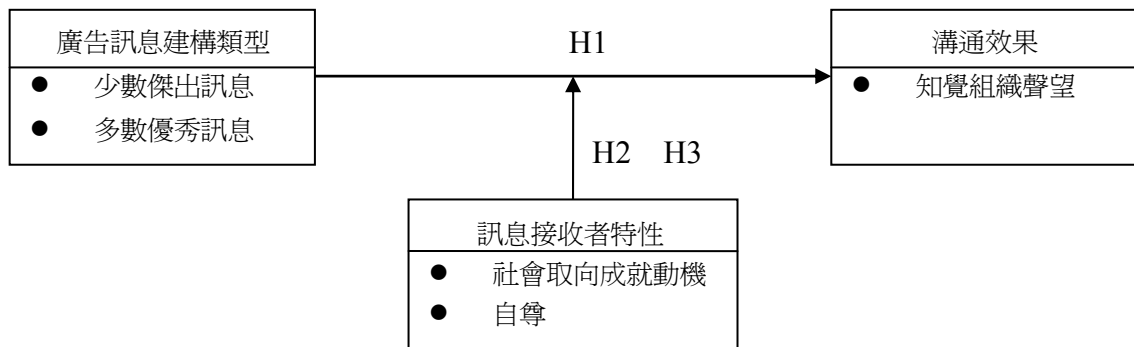 廣告訊息建構類型
● 少數傑出訊息
● 多數優秀訊息
H1
溝通效果
● 知覺組織聲望
H2 H3
訊息接收者特性
● 社會取向成就動機
● 自尊